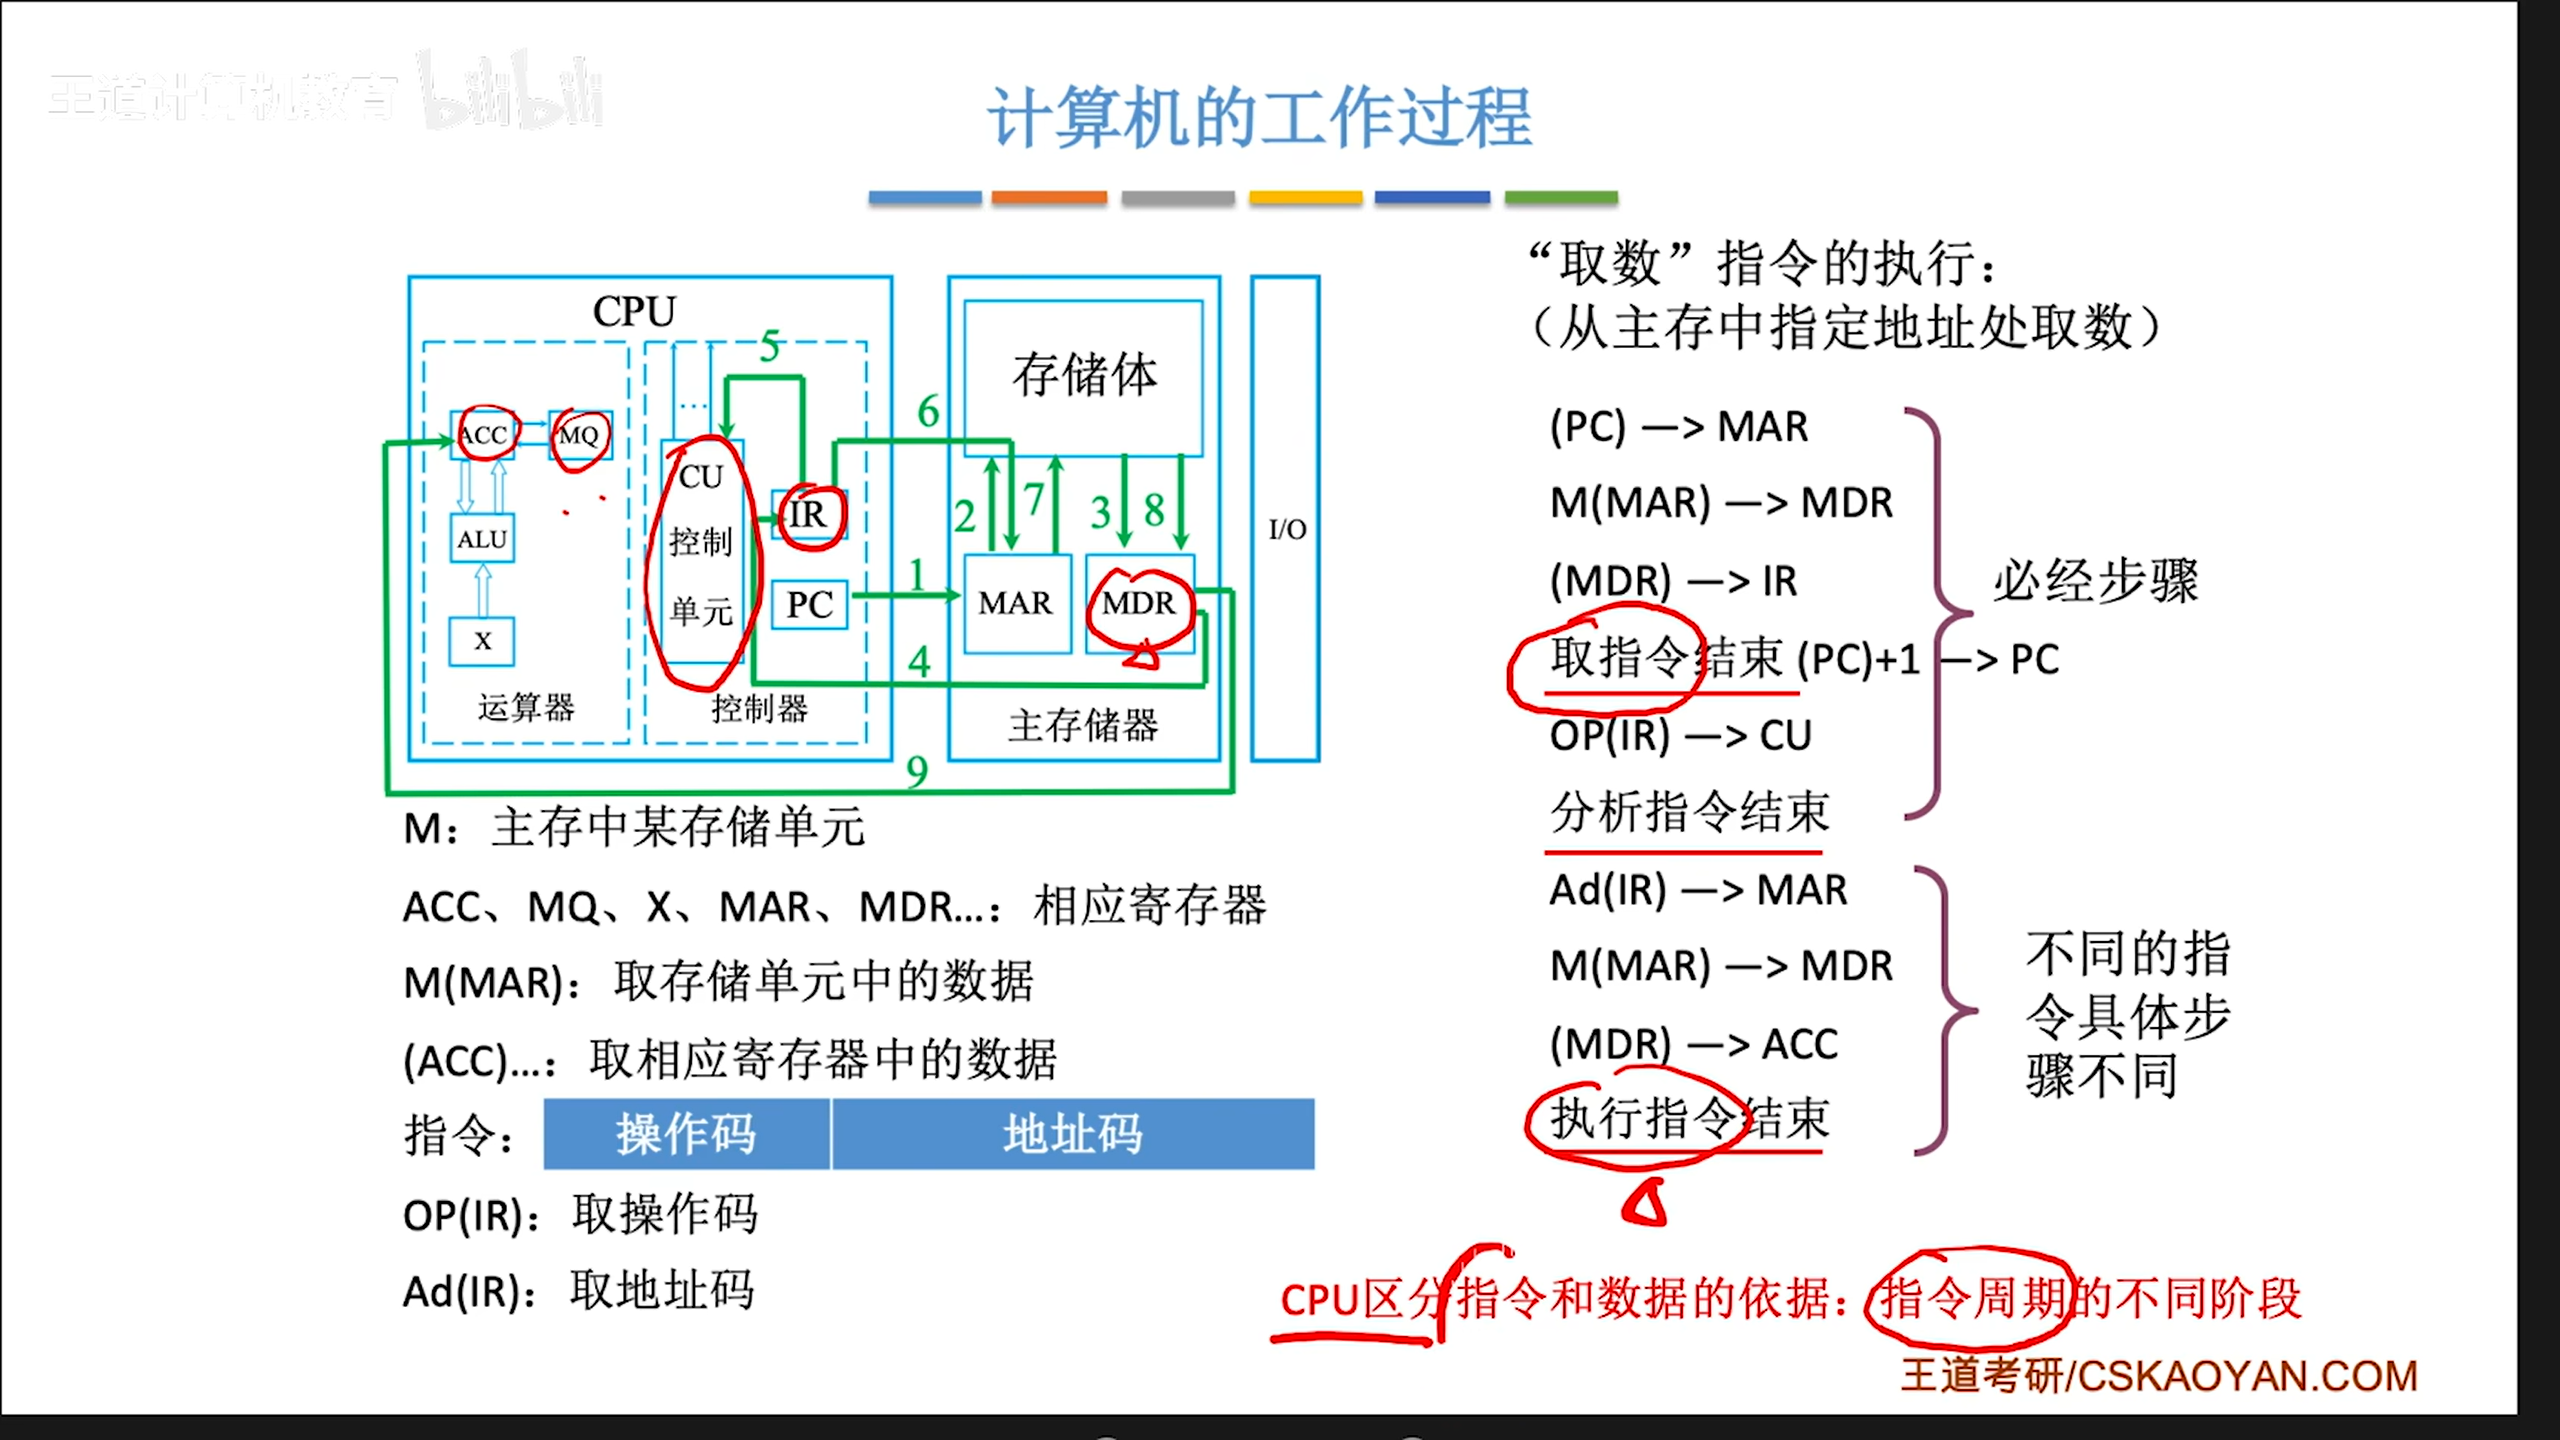 王道计算机教育 bilibili
计算机的工作过程
CPU
ACC
MQ
ALU
X
运算器
5
...
CU
控制
单元
IR
PC
控制器
6
1
4
9
存储体
2
7
3
8
MAR
MDR
主存储器
I/O
M：主存中某存储单元
ACC、MQ、X、MAR、MDR...：相应寄存器
M(MAR)：取存储单元中的数据
(ACC)...：取相应寄存器中的数据
指令：操作码 地址码
OP(IR)：取操作码
Ad(IR)：取地址码
“取数”指令的执行：
（从主存中指定地址处取数）
(PC) —> MAR
M(MAR) —> MDR
(MDR) —> IR
取指令结束 (PC)+1 —> PC
OP(IR) —> CU
分析指令结束
必经步骤
Ad(IR) —> MAR
M(MAR) —> MDR
(MDR) —> ACC
执行指令结束
不同的指
令具体步
骤不同
CPU区分指令和数据的依据：指令周期的不同阶段
王道考研/CSKAOYAN.COM